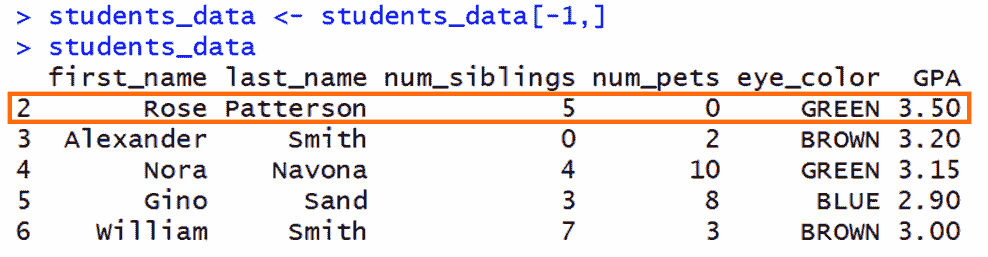 > students_data <- students_data[-1,]
> students_data
  first_name last_name num_siblings num_pets eye_color  GPA
2       Rose Patterson            5        0     GREEN 3.50
3  Alexander     Smith            0        2     BROWN 3.20
4       Nora    Navona            4       10     GREEN 3.15
5       Gino      Sand            3        8      BLUE 2.90
6    William     Smith            7        3     BROWN 3.00